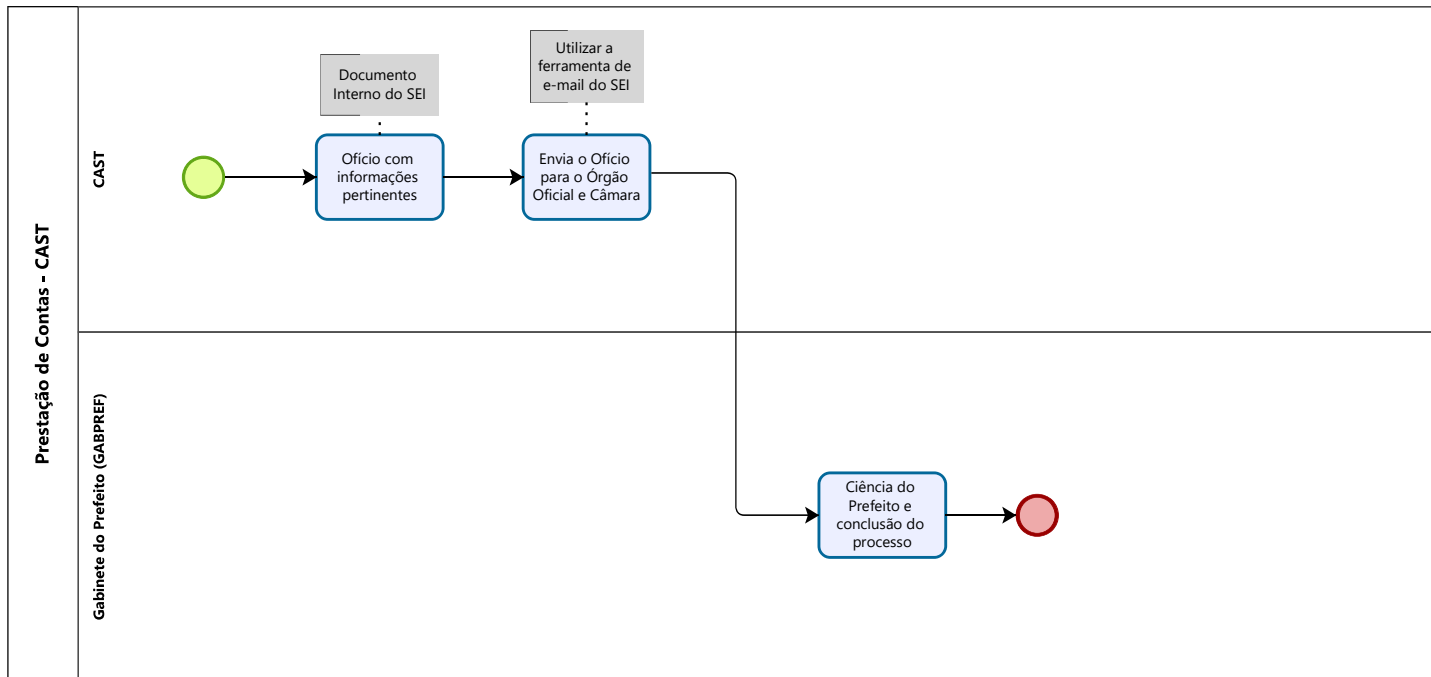 Prestação de Contas - CAST
CAST
Documento
Interno do SEI
Utilizar a
ferramenta de
e-mail do SEI
Ofício com
informações
pertinentes
Envia o Ofício
para o Órgão
Oficial e Câmara
Gabinete do Prefeito (GABPREF)
Ciência do
Prefeito e
conclusão do
processo